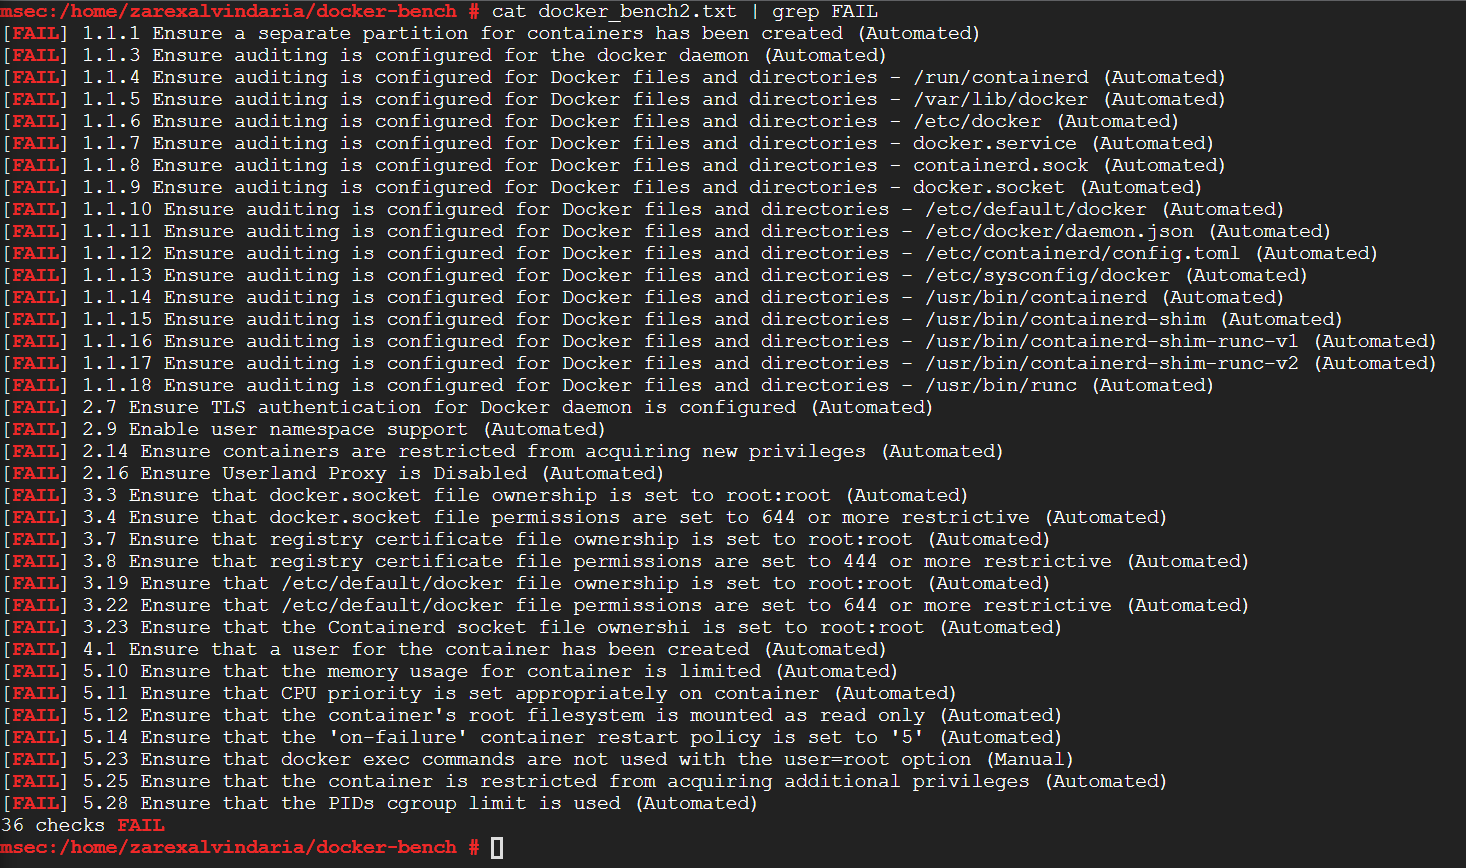 msec:/home/zarexalvindaria/docker-bench # cat docker_bench2.txt | grep FAIL
[FAIL] 1.1.1 Ensure a separate partition for containers has been created (Automated)
[FAIL] 1.1.3 Ensure auditing is configured for the docker daemon (Automated)
[FAIL] 1.1.4 Ensure auditing is configured for Docker files and directories - /run/containerd (Automated)
[FAIL] 1.1.5 Ensure auditing is configured for Docker files and directories - /var/lib/docker (Automated)
[FAIL] 1.1.6 Ensure auditing is configured for Docker files and directories - /etc/docker (Automated)
[FAIL] 1.1.7 Ensure auditing is configured for Docker files and directories - docker.service (Automated)
[FAIL] 1.1.8 Ensure auditing is configured for Docker files and directories - containerd.sock (Automated)
[FAIL] 1.1.9 Ensure auditing is configured for Docker files and directories - docker.socket (Automated)
[FAIL] 1.1.10 Ensure auditing is configured for Docker files and directories - /etc/default/docker (Automated)
[FAIL] 1.1.11 Ensure auditing is configured for Docker files and directories - /etc/docker/daemon.json (Automated)
[FAIL] 1.1.12 Ensure auditing is configured for Docker files and directories - /etc/containerd/config.toml (Automated)
[FAIL] 1.1.13 Ensure auditing is configured for Docker files and directories - /etc/sysconfig/docker (Automated)
[FAIL] 1.1.14 Ensure auditing is configured for Docker files and directories - /usr/bin/containerd (Automated)
[FAIL] 1.1.15 Ensure auditing is configured for Docker files and directories - /usr/bin/containerd-shim (Automated)
[FAIL] 1.1.16 Ensure auditing is configured for Docker files and directories - /usr/bin/containerd-shim-runc-v1 (Automated)
[FAIL] 1.1.17 Ensure auditing is configured for Docker files and directories - /usr/bin/containerd-shim-runc-v2 (Automated)
[FAIL] 1.1.18 Ensure auditing is configured for Docker files and directories - /usr/bin/runc (Automated)
[FAIL] 2.7 Ensure TLS authentication for Docker daemon is configured (Automated)
[FAIL] 2.9 Enable user namespace support (Automated)
[FAIL] 2.14 Ensure containers are restricted from acquiring new privileges (Automated)
[FAIL] 2.16 Ensure Userland Proxy is Disabled (Automated)
[FAIL] 3.3 Ensure that docker.socket file ownership is set to root:root (Automated)
[FAIL] 3.4 Ensure that docker.socket file permissions are set to 644 or more restrictive (Automated)
[FAIL] 3.7 Ensure that registry certificate file ownership is set to root:root (Automated)
[FAIL] 3.8 Ensure that registry certificate file permissions are set to 444 or more restrictive (Automated)
[FAIL] 3.19 Ensure that /etc/default/docker file ownership is set to root:root (Automated)
[FAIL] 3.22 Ensure that /etc/default/docker file permissions are set to 644 or more restrictive (Automated)
[FAIL] 3.23 Ensure that the Containerd socket file ownershi is set to root:root (Automated)
[FAIL] 4.1 Ensure that a user for the container has been created (Automated)
[FAIL] 5.10 Ensure that the memory usage for container is limited (Automated)
[FAIL] 5.11 Ensure that CPU priority is set appropriately on container (Automated)
[FAIL] 5.12 Ensure that the container's root filesystem is mounted as read only (Automated)
[FAIL] 5.14 Ensure that the 'on-failure' container restart policy is set to '5' (Automated)
[FAIL] 5.23 Ensure that docker exec commands are not used with the user=root option (Manual)
[FAIL] 5.25 Ensure that the container is restricted from acquiring additional privileges (Automated)
[FAIL] 5.28 Ensure that the PIDs cgroup limit is used (Automated)
36 checks FAIL
msec:/home/zarexalvindaria/docker-bench #